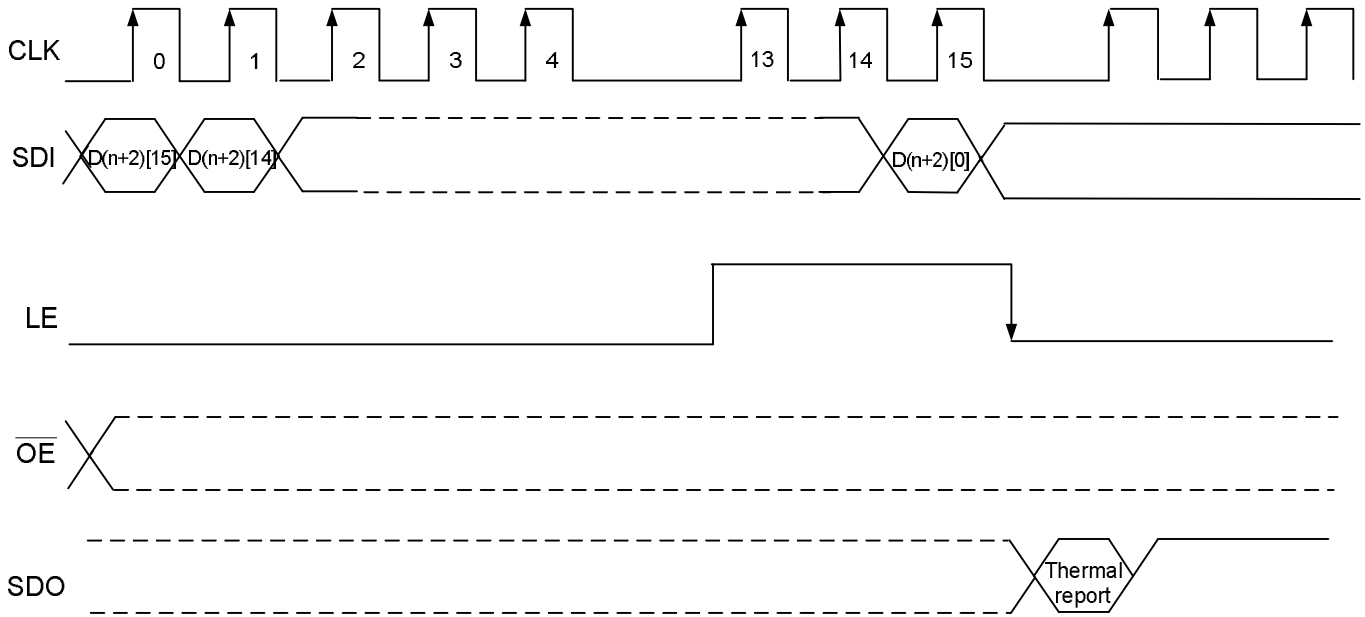 CLK
0 1 2 3 4 13 14 15
SDI
D(n+2)[15] D(n+2)[14] D(n+2)[0]
LE
OE
SDO
Thermal
report